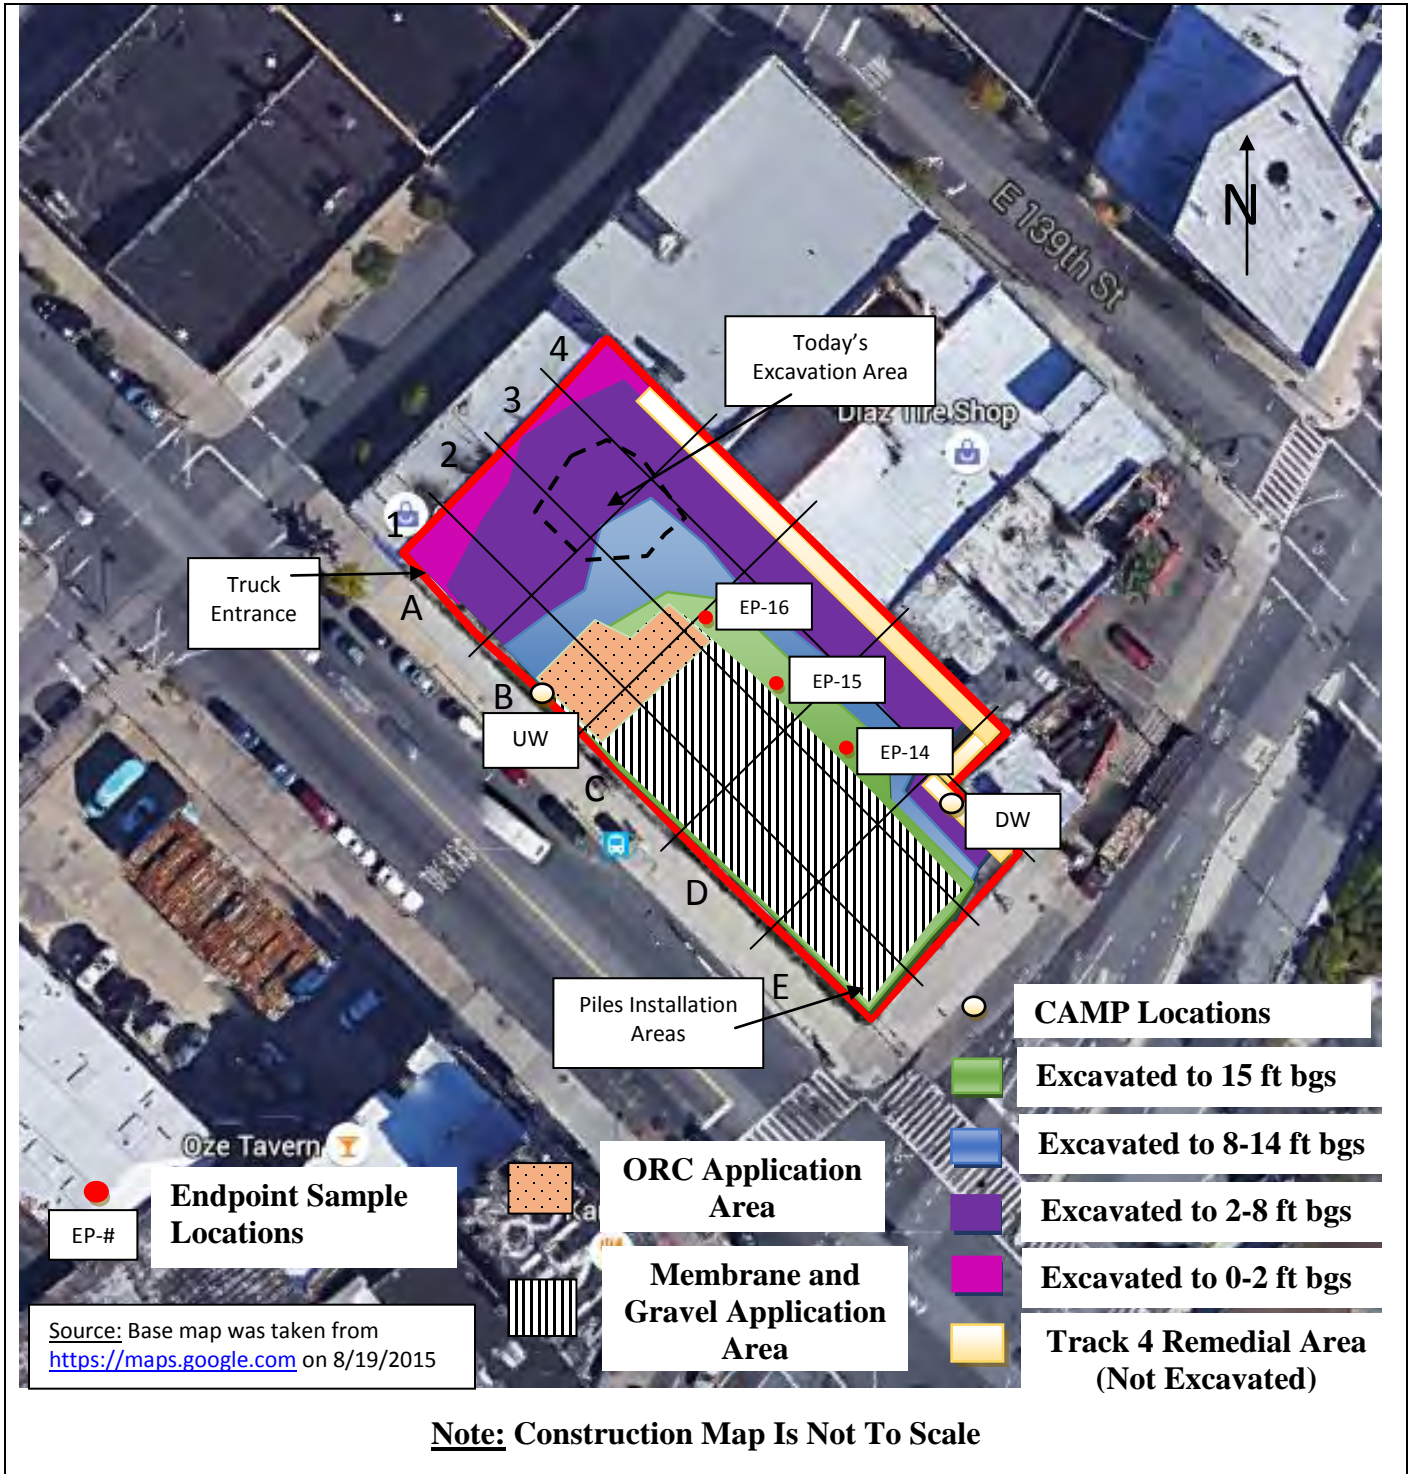 E 139th St
N
Today's
Excavation Area
Diaz Tire Shop
4
3
2
1
A
B
C
D
E
Truck
Entrance
EP-16
EP-15
EP-14
UW
DW
Piles Installation
Areas
CAMP Locations
Excavated to 15 ft bgs
Excavated to 8-14 ft bgs
Excavated to 2-8 ft bgs
Excavated to 0-2 ft bgs
Track 4 Remedial Area
(Not Excavated)
Oze Tavern
EP-#
Endpoint Sample
Locations
ORC Application
Area
Membrane and
Gravel Application
Area
Source: Base map was taken from
https://maps.google.com on 8/19/2015
Note: Construction Map Is Not To Scale